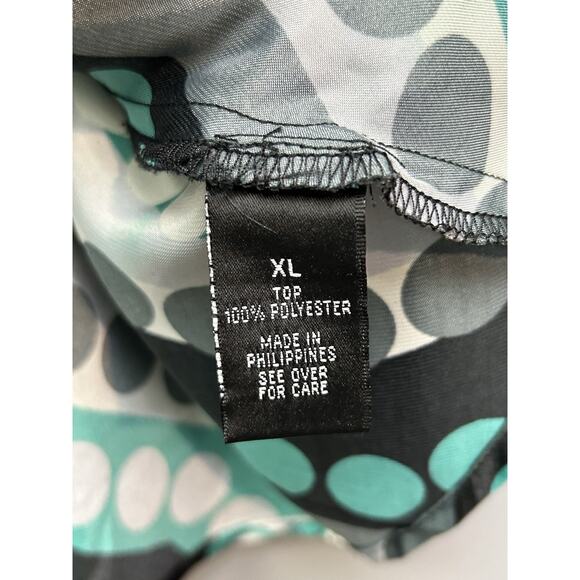 XL
TOP
100% POLYESTER
MADE IN
PHILIPPINES
SEE OVER
FOR CARE